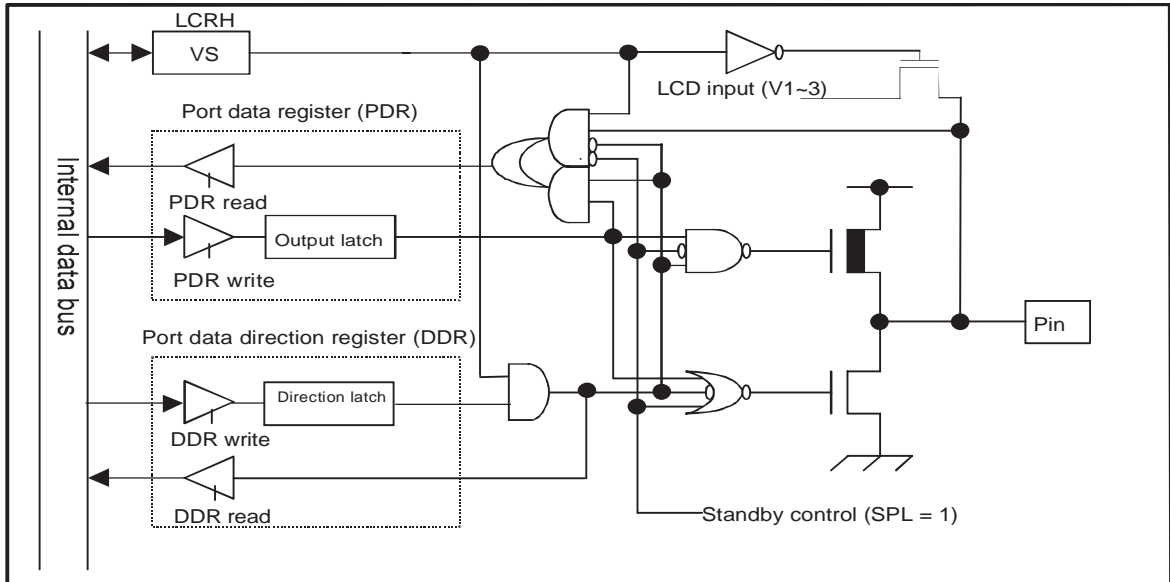 LCRH
VS
LCD input (V1~3)
Port data register (PDR)
PDR read
Output latch
PDR write
Internal data bus
Pin
Port data direction register (DDR)
Direction latch
DDR write
DDR read
Standby control (SPL = 1)